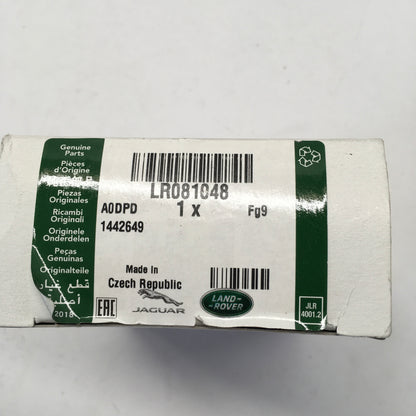 Genuine
Parts
Pièces
d'Origine
Piezas
Originales
Ricambi
Originali
Originele
Onderdelen
Peças
Genuinas
Originalteile
قطع غيار
أصلية
2018
LR081048
A0DPD
1 x
Fg9
1442649
Made In
Czech Republic
EAC
JAGUAR
LAND-
-ROVER
JLR
4001.2